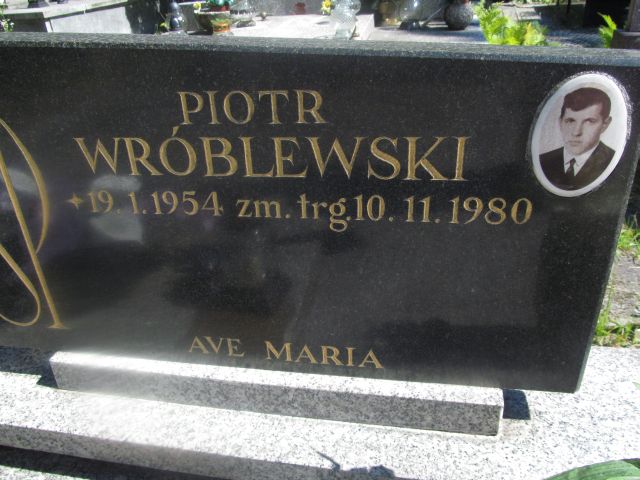 PIOTR
WRÓBLEWSKI
+19.1.1954 zm. trg.10.11.1980
AVE MARIA